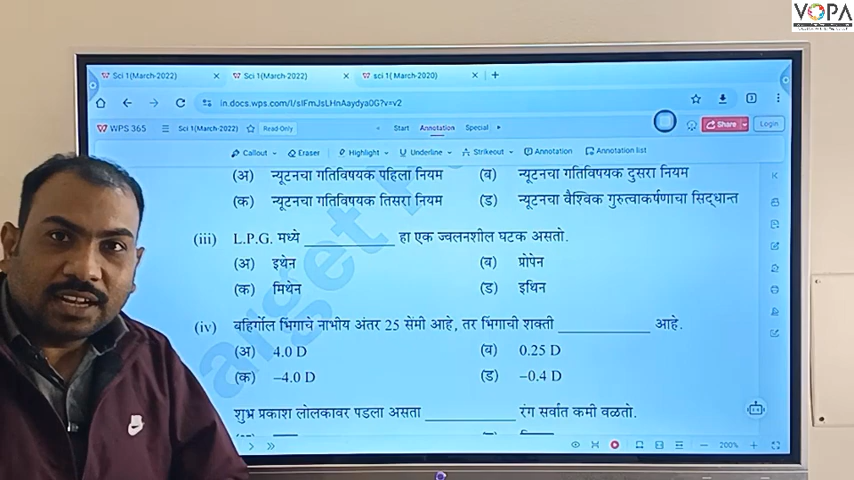 VOPA
Sci 1(March-2022) Sci 1(March-2022) sci 1( March-2020)
in.docs.wps.com/l/sIFmJsLHnAaydya0G?v=v2
WPS 365 Sci 1(March-2022) Read-Only Start Annotation Special Share Login
Callout Eraser Highlight Underline Strikeout Annotation Annotation list
(अ) न्यूटनचा गतिविषयक पहिला नियम (ब) न्यूटनचा गतिविषयक दुसरा नियम
(क) न्यूटनचा गतिविषयक तिसरा नियम (ड) न्यूटनचा वैश्विक गुरुत्वाकर्षणाचा सिद्धान्त
(iii) L.P.G. मध्ये __________ हा एक ज्वलनशील घटक असतो.
(अ) इथेन (ब) प्रोपेन
(क) मिथेन (ड) इथिन
(iv) बहिर्गोल भिंगाचे नाभीय अंतर 25 सेंमी आहे, तर भिंगाची शक्ती __________ आहे.
(अ) 4.0 D (ब) 0.25 D
(क) −4.0 D (ड) −0.4 D
शुभ्र प्रकाश लोलकावर पडला असता __________ रंग सर्वात कमी वळतो.
200%